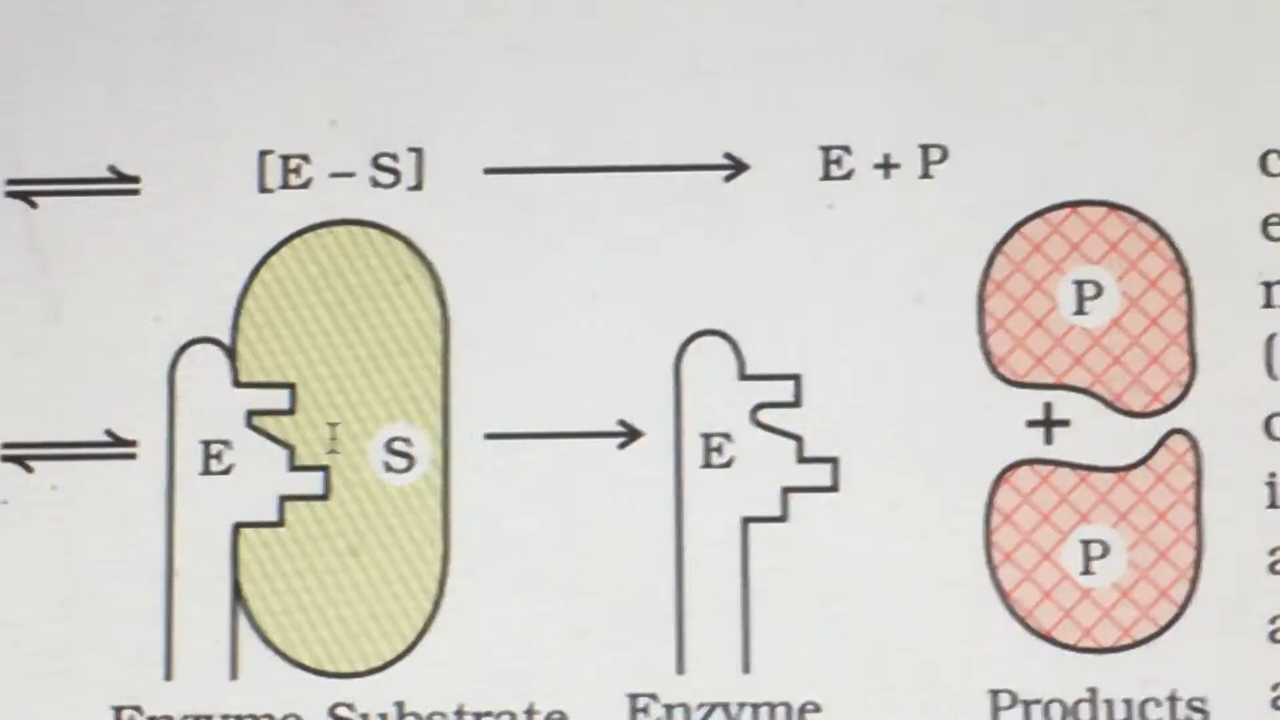 [E – S] E + P
P
+
E S E
P
Enzyme Substrate Enzyme Products